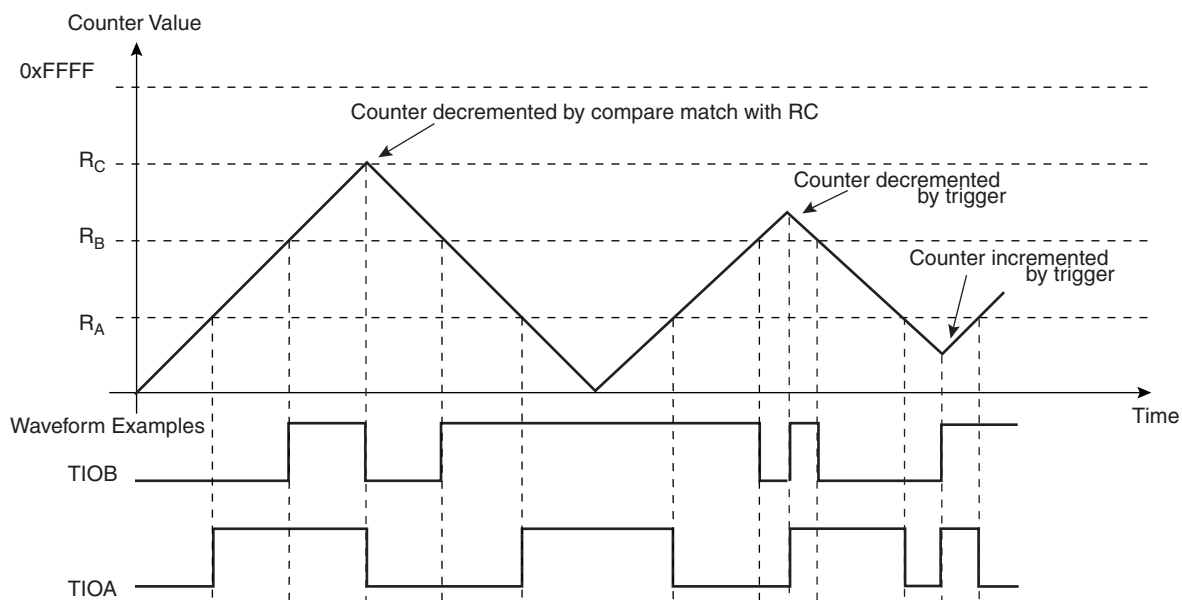 Counter Value
0xFFFF
Counter decremented by compare match with RC
RC
Counter decremented
by trigger
RB
Counter incremented
by trigger
RA
Time
Waveform Examples
TIOB
TIOA